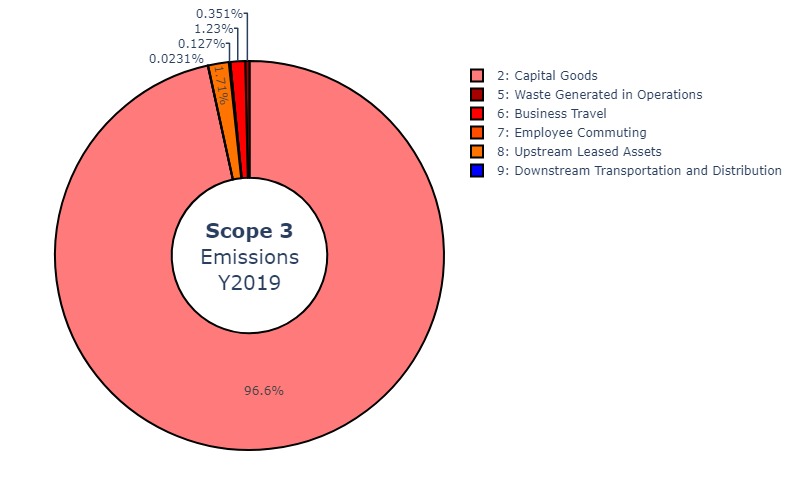 0.351%
1.23%
0.127%
0.0231%
1.71%
2: Capital Goods
5: Waste Generated in Operations
6: Business Travel
7: Employee Commuting
8: Upstream Leased Assets
9: Downstream Transportation and Distribution
Scope 3
Emissions
Y2019
96.6%